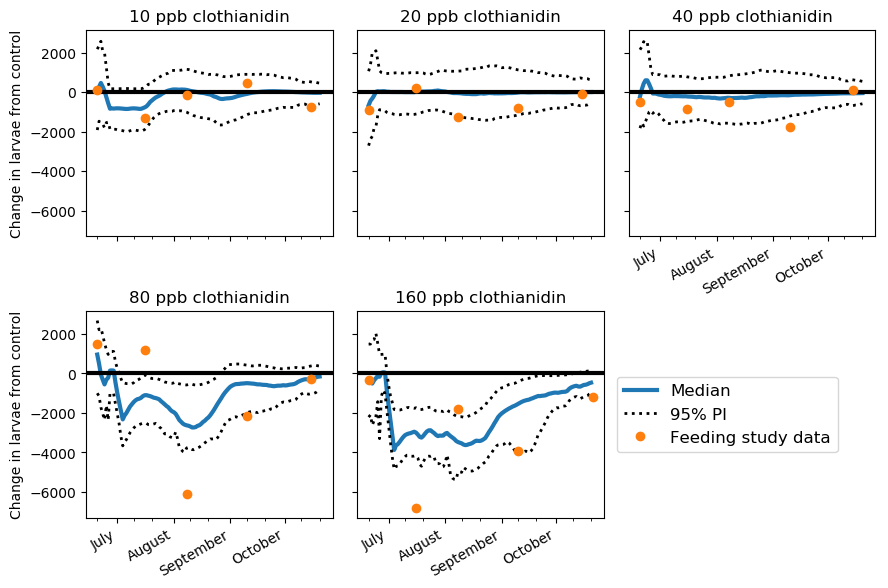 10 ppb clothianidin
20 ppb clothianidin
40 ppb clothianidin
Change in larvae from control
2000
0
−2000
−4000
−6000
July
August
September
October
80 ppb clothianidin
160 ppb clothianidin
Change in larvae from control
2000
0
−2000
−4000
−6000
July
August
September
October
July
August
September
October
Median
95% PI
Feeding study data